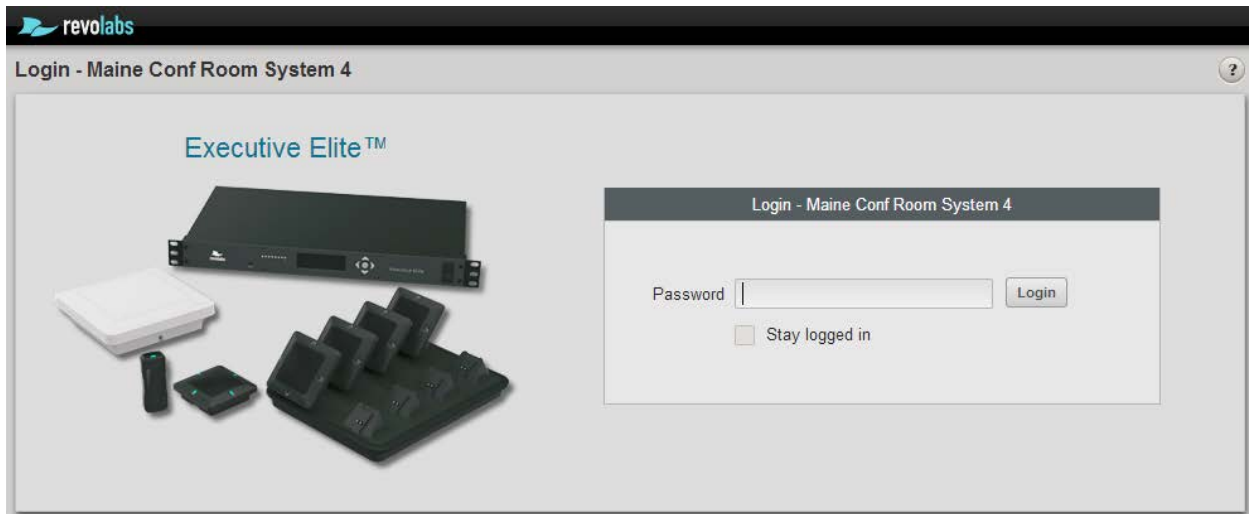 revolabs
Login - Maine Conf Room System 4
?
Executive Elite™
Login - Maine Conf Room System 4
Password
Login
Stay logged in